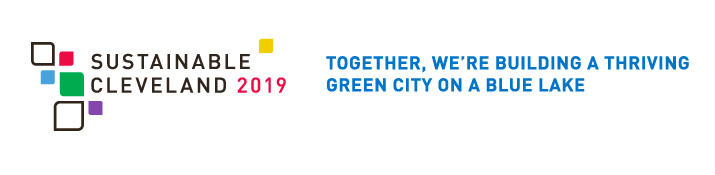 SUSTAINABLE
CLEVELAND 2019
TOGETHER, WE'RE BUILDING A THRIVING
GREEN CITY ON A BLUE LAKE